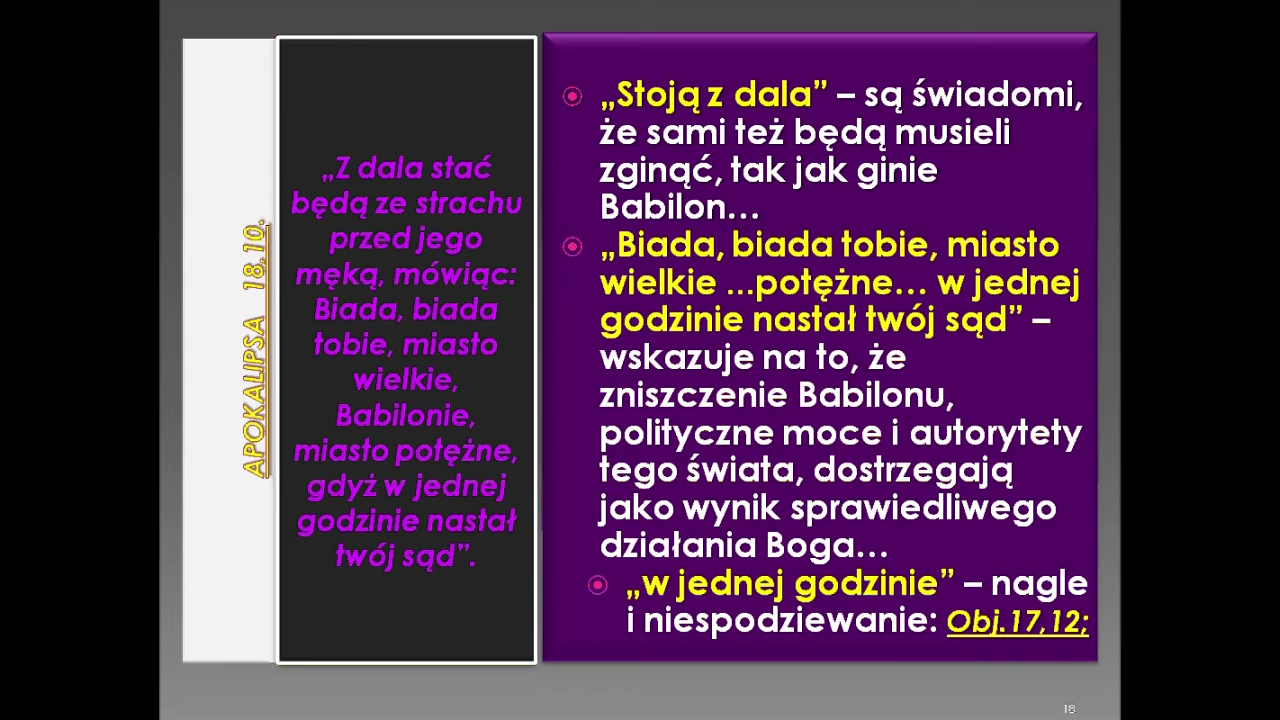 APOKALIPSA 18,10.
„Z dala stać
będą ze strachu
przed jego
męką, mówiąc:
Biada, biada
tobie, miasto
wielkie,
Babilonie,
miasto potężne,
gdyż w jednej
godzinie nastał
twój sąd”.
„Stoją z dala” – są świadomi,
że sami też będą musieli
zginąć, tak jak ginie
Babilon…
„Biada, biada tobie, miasto
wielkie ...potężne… w jednej
godzinie nastał twój sąd” –
wskazuje na to, że
zniszczenie Babilonu,
polityczne moce i autorytety
tego świata, dostrzegają
jako wynik sprawiedliwego
działania Boga…
„w jednej godzinie” – nagle
i niespodziewanie: Obj.17,12;
18